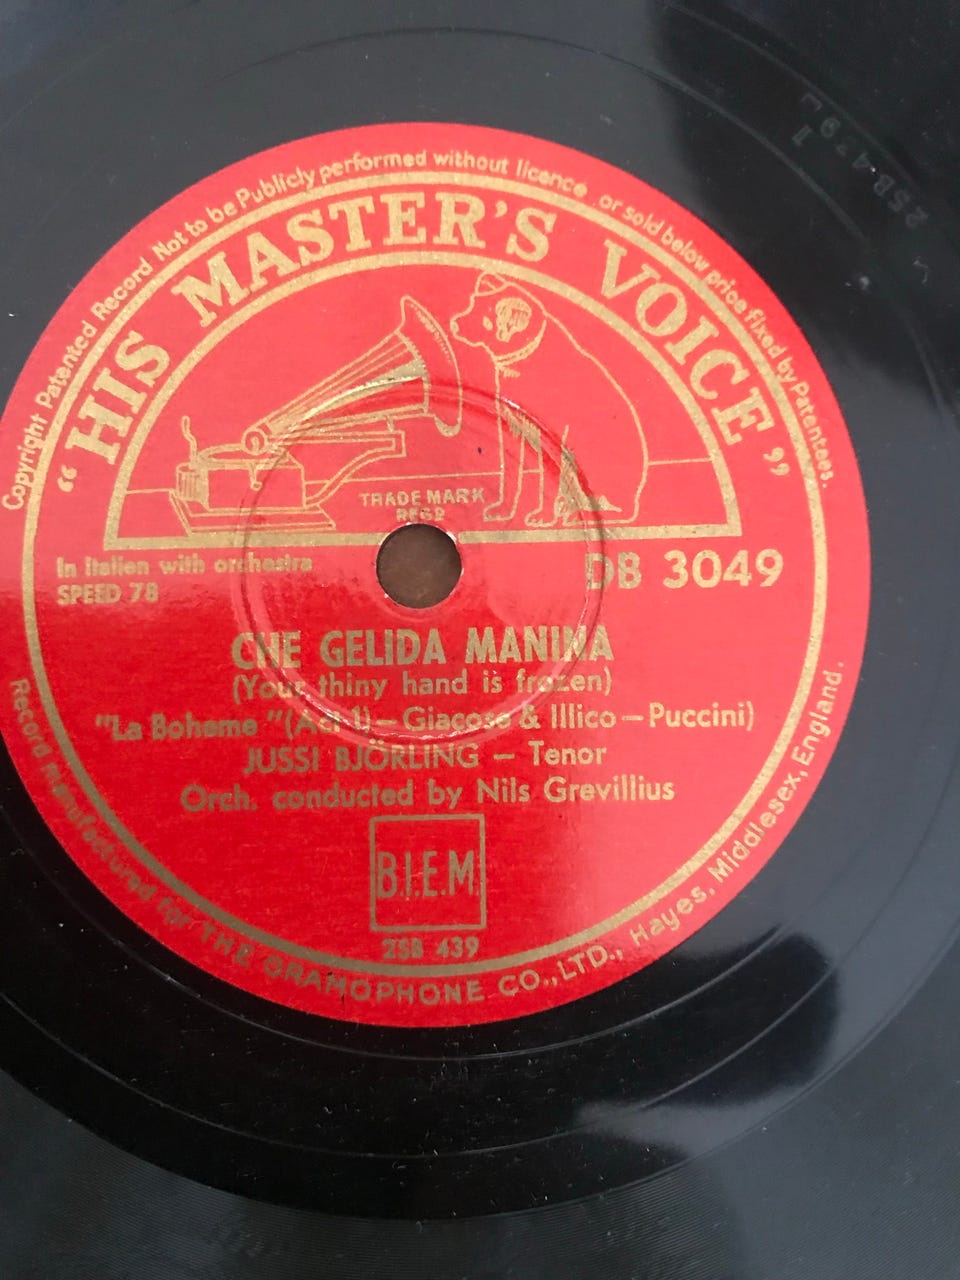 Copyright Patented Record Not to be Publicly performed without licence or sold below price fixed by Patentees.
“HIS MASTER'S VOICE”
TRADE MARK
REGD
In Italien with orchestra
SPEED 78
DB 3049
CHE GELIDA MANINA
(Your thiny hand is frozen)
"La Boheme "(Act 1) – Giacose & Illico – Puccini)
JUSSI BJÖRLING – Tenor
Orch. conducted by Nils Grevillius
B.I.E.M.
2SB 439
Record manufactured for THE GRAMOPHONE CO., LTD., Hayes, Middlesex, England.